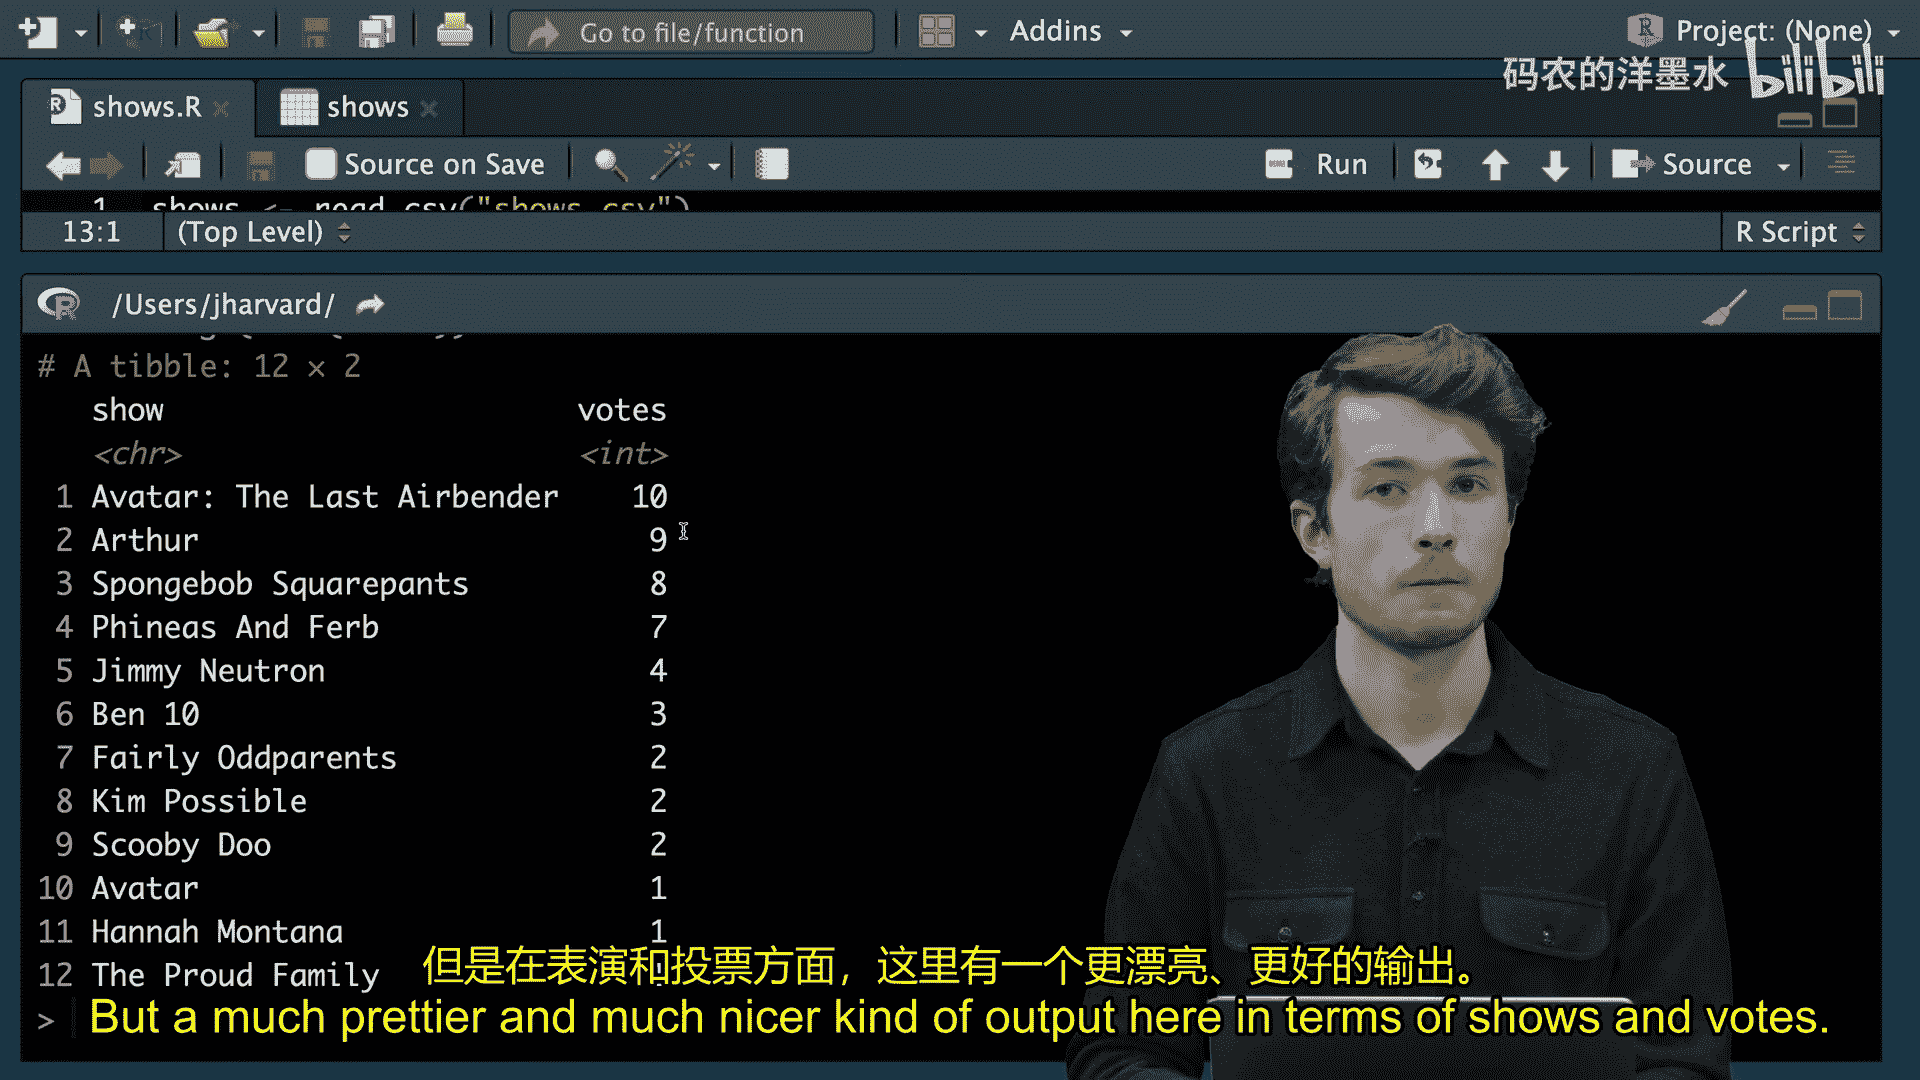 Go to file/function
Addins
Project: (None)
码农的洋墨水 bilibili
shows.R
shows
Source on Save
Run
Source
1 shows <- read.csv("shows.csv")
13:1 (Top Level)
R Script
/Users/jharvard/
# A tibble: 12 × 2
show votes
<chr> <int>
1 Avatar: The Last Airbender 10
2 Arthur 9
3 Spongebob Squarepants 8
4 Phineas And Ferb 7
5 Jimmy Neutron 4
6 Ben 10 3
7 Fairly Oddparents 2
8 Kim Possible 2
9 Scooby Doo 2
10 Avatar 1
11 Hannah Montana 1
12 The Proud Family
但是在表演和投票方面，这里有一个更漂亮、更好的输出。
>
But a much prettier and much nicer kind of output here in terms of shows and votes.